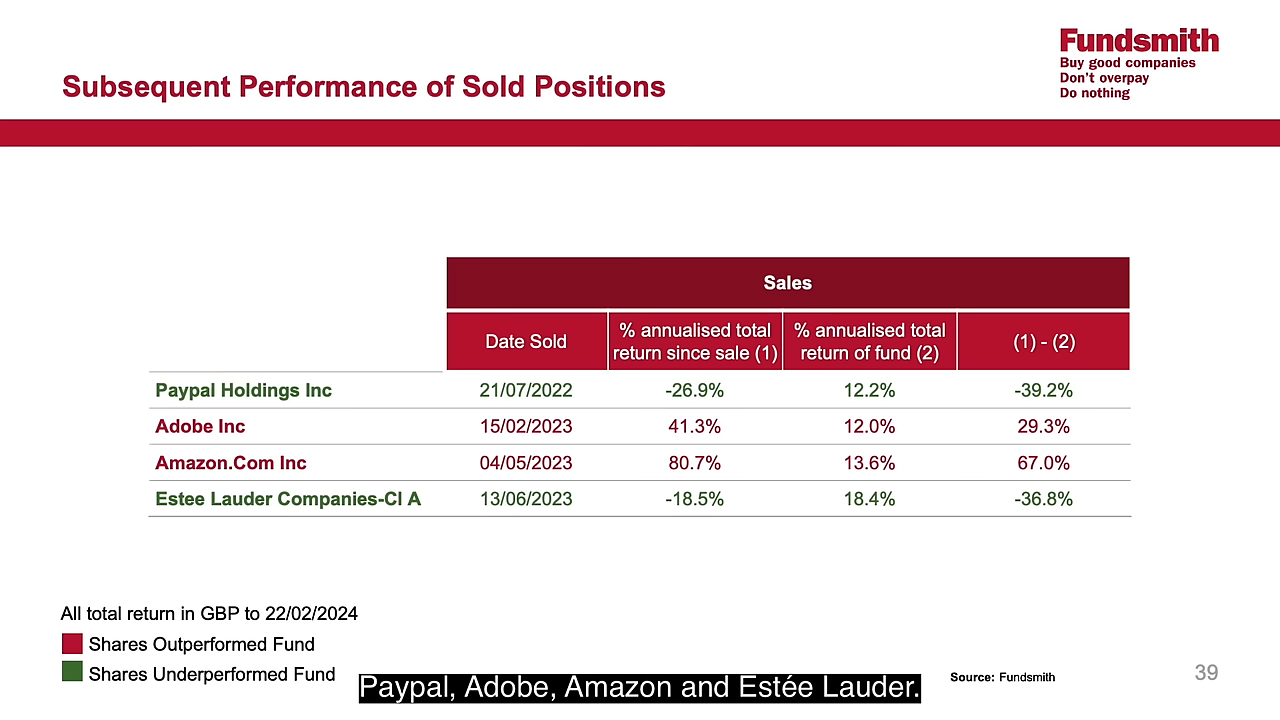 Fundsmith
Buy good companies
Don't overpay
Do nothing
Subsequent Performance of Sold Positions
Sales
Date Sold % annualised total return since sale (1) % annualised total return of fund (2) (1) - (2)
Paypal Holdings Inc 21/07/2022 -26.9% 12.2% -39.2%
Adobe Inc 15/02/2023 41.3% 12.0% 29.3%
Amazon.Com Inc 04/05/2023 80.7% 13.6% 67.0%
Estee Lauder Companies-Cl A 13/06/2023 -18.5% 18.4% -36.8%
All total return in GBP to 22/02/2024
Shares Outperformed Fund
Shares Underperformed Fund
Paypal, Adobe, Amazon and Estée Lauder.
Source: Fundsmith
39